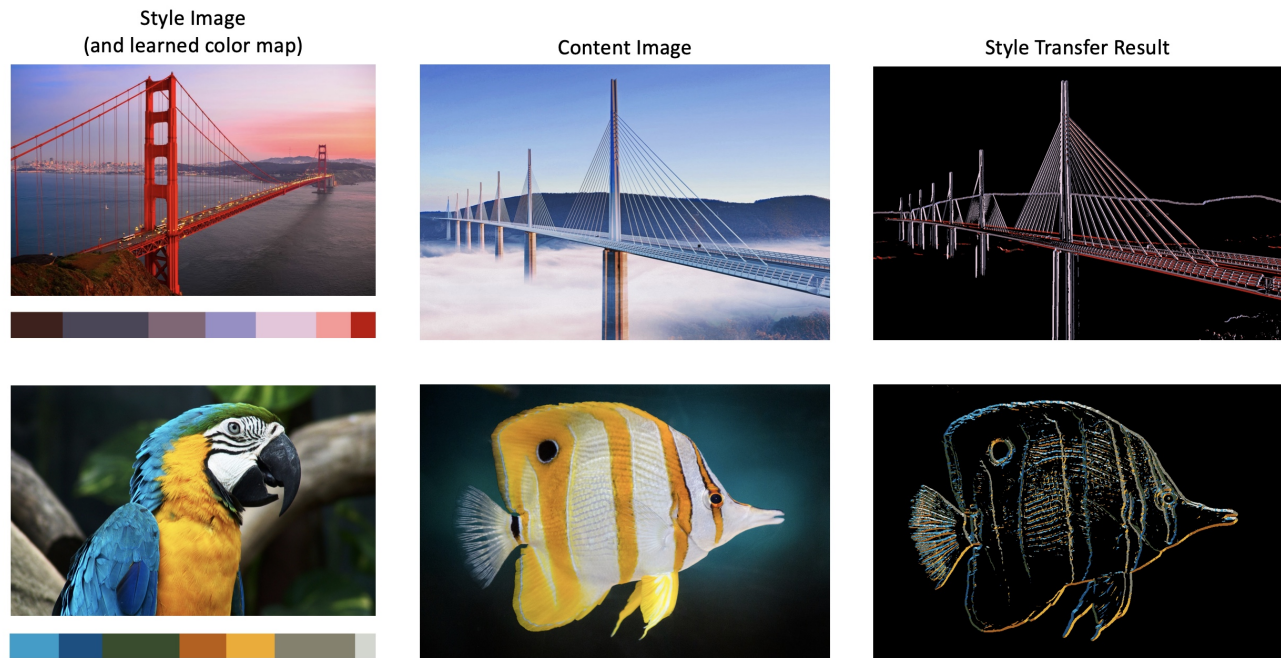 Style Image
(and learned color map)
Content Image
Style Transfer Result